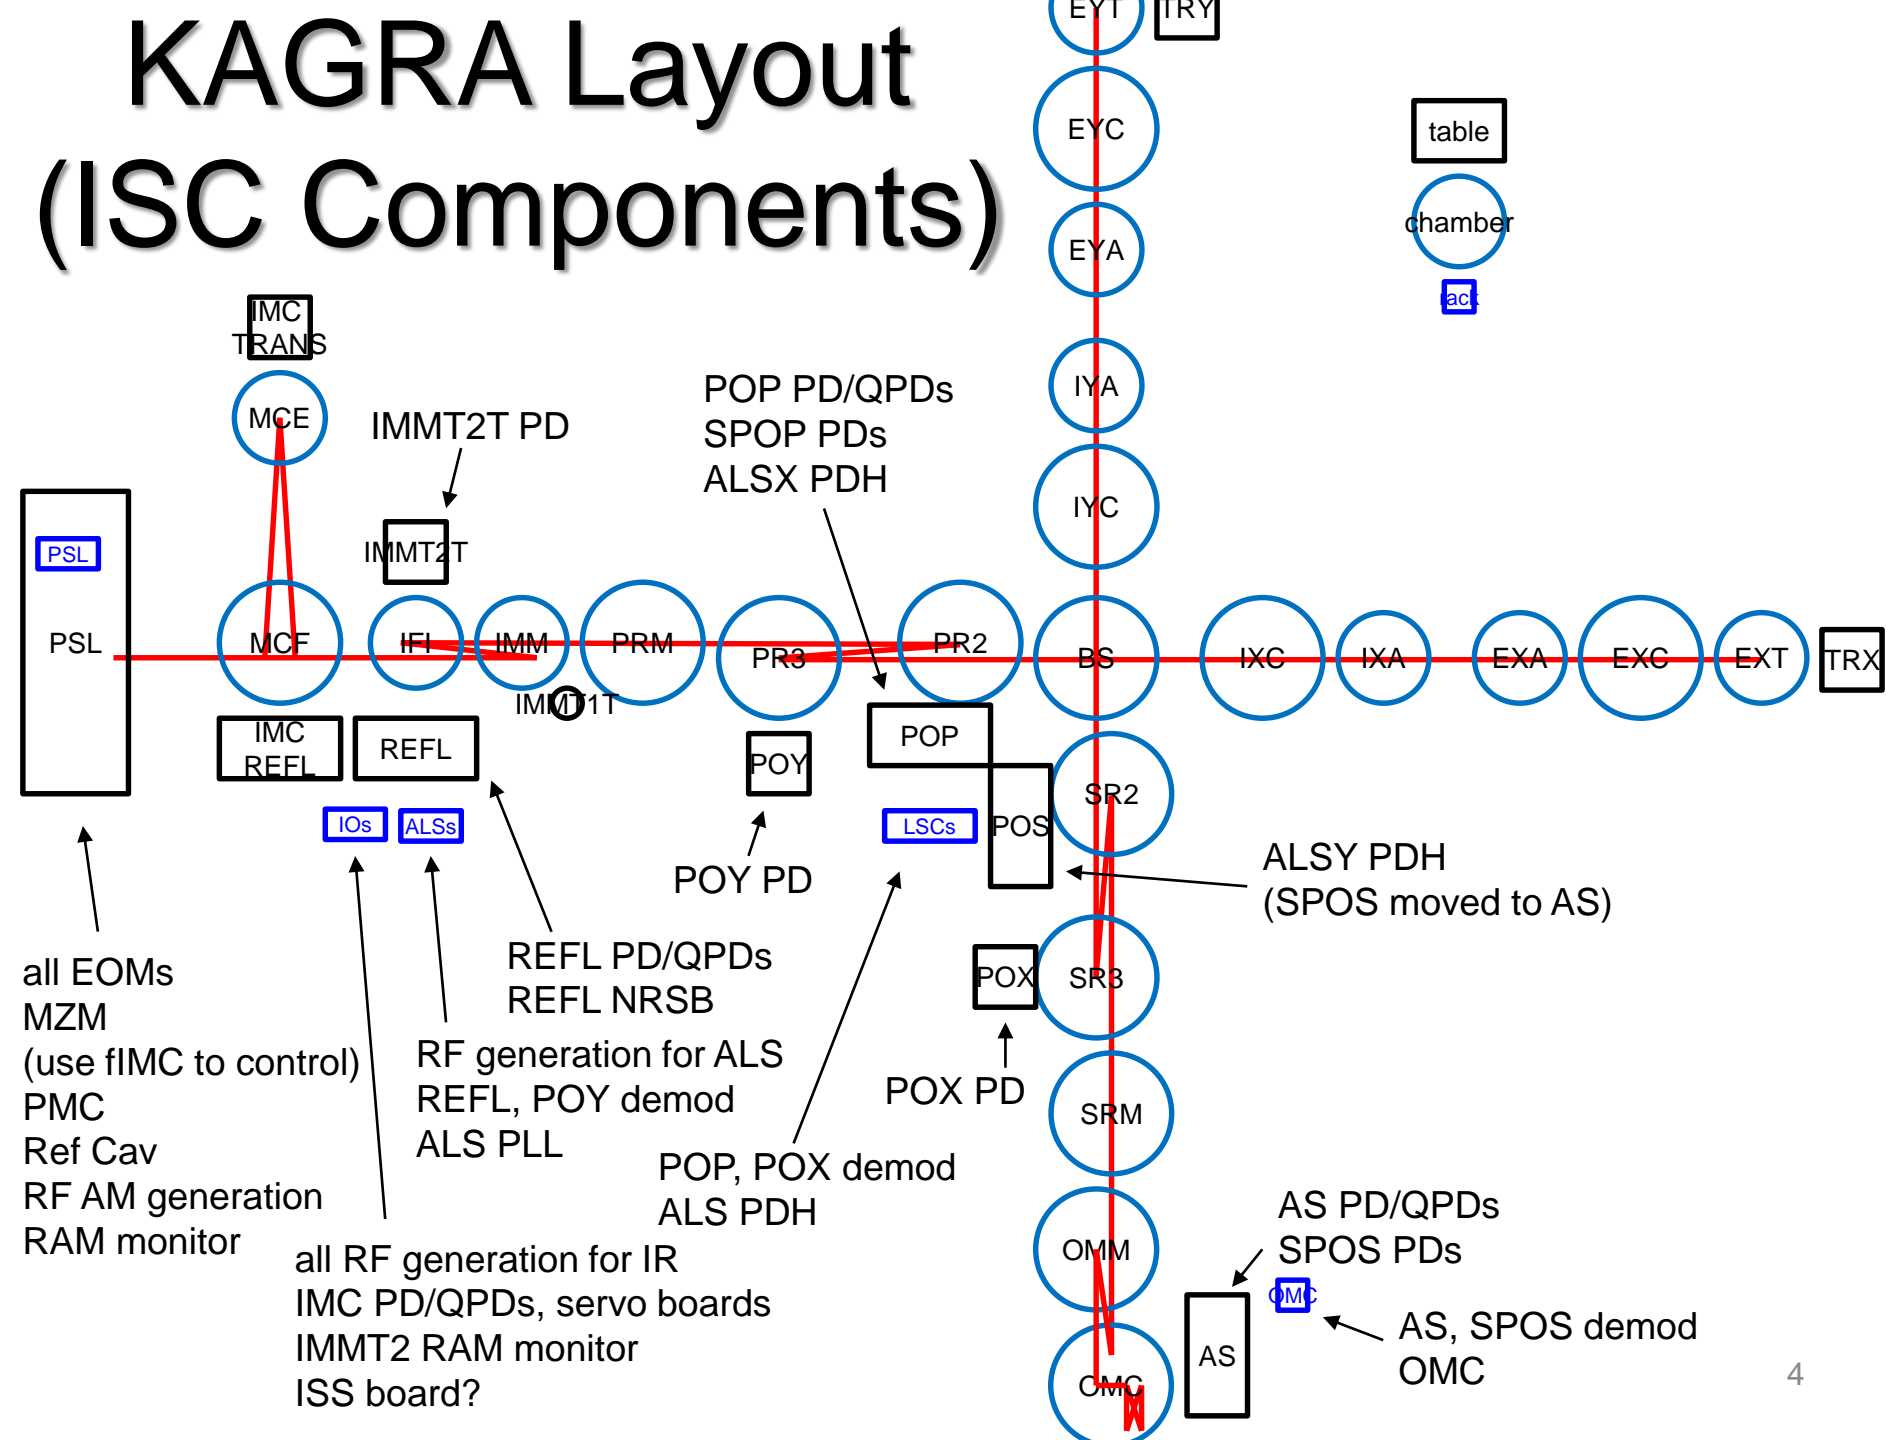 KAGRA Layout
(ISC Components)
EYT
TRY
EYC
EYA
IYA
IYC
table
chamber
rack
IMC
TRANS
MCE
IMMT2T PD
POP PD/QPDs
SPOP PDs
ALSX PDH
PSL
PSL
IMMT2T
MCF
IFI
IMM
PRM
PR3
PR2
BS
IXC
IXA
EXA
EXC
EXT
TRX
IMMT1T
IMC
REFL
REFL
POY
POP
SR2
IOs
ALSs
LSCs
POS
POY PD
ALSY PDH
(SPOS moved to AS)
all EOMs
MZM
(use fIMC to control)
PMC
Ref Cav
RF AM generation
RAM monitor
REFL PD/QPDs
REFL NRSB
RF generation for ALS
REFL, POY demod
ALS PLL
POX
SR3
POX PD
SRM
POP, POX demod
ALS PDH
all RF generation for IR
IMC PD/QPDs, servo boards
IMMT2 RAM monitor
ISS board?
OMM
AS PD/QPDs
SPOS PDs
OMC
AS
AS, SPOS demod
OMC
OMC
4